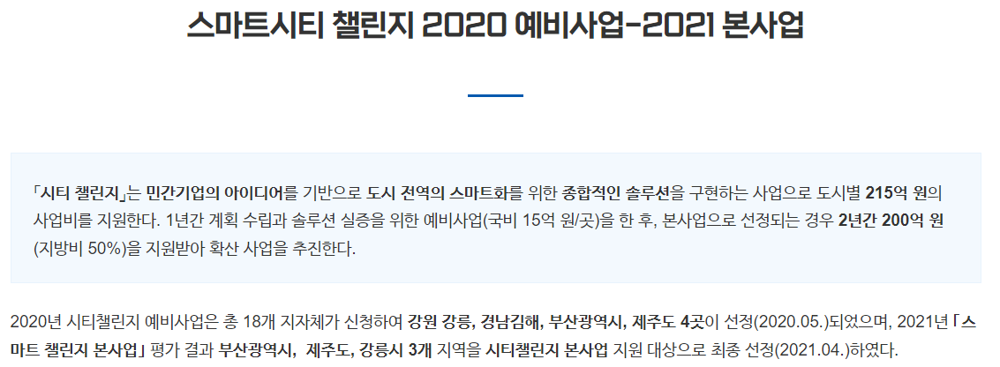 스마트시티 챌린지 2020 예비사업-2021 본사업
「시티 챌린지」는 민간기업의 아이디어를 기반으로 도시 전역의 스마트화를 위한 종합적인 솔루션을 구현하는 사업으로 도시별 215억 원의
사업비를 지원한다. 1년간 계획 수립과 솔루션 실증을 위한 예비사업(국비 15억 원/곳)을 한 후, 본사업으로 선정되는 경우 2년간 200억 원
(지방비 50%)을 지원받아 확산 사업을 추진한다.
2020년 시티챌린지 예비사업은 총 18개 지자체가 신청하여 강원 강릉, 경남김해, 부산광역시, 제주도 4곳이 선정(2020.05.)되었으며, 2021년 「스
마트 챌린지 본사업」 평가 결과 부산광역시, 제주도, 강릉시 3개 지역을 시티챌린지 본사업 지원 대상으로 최종 선정(2021.04.)하였다.